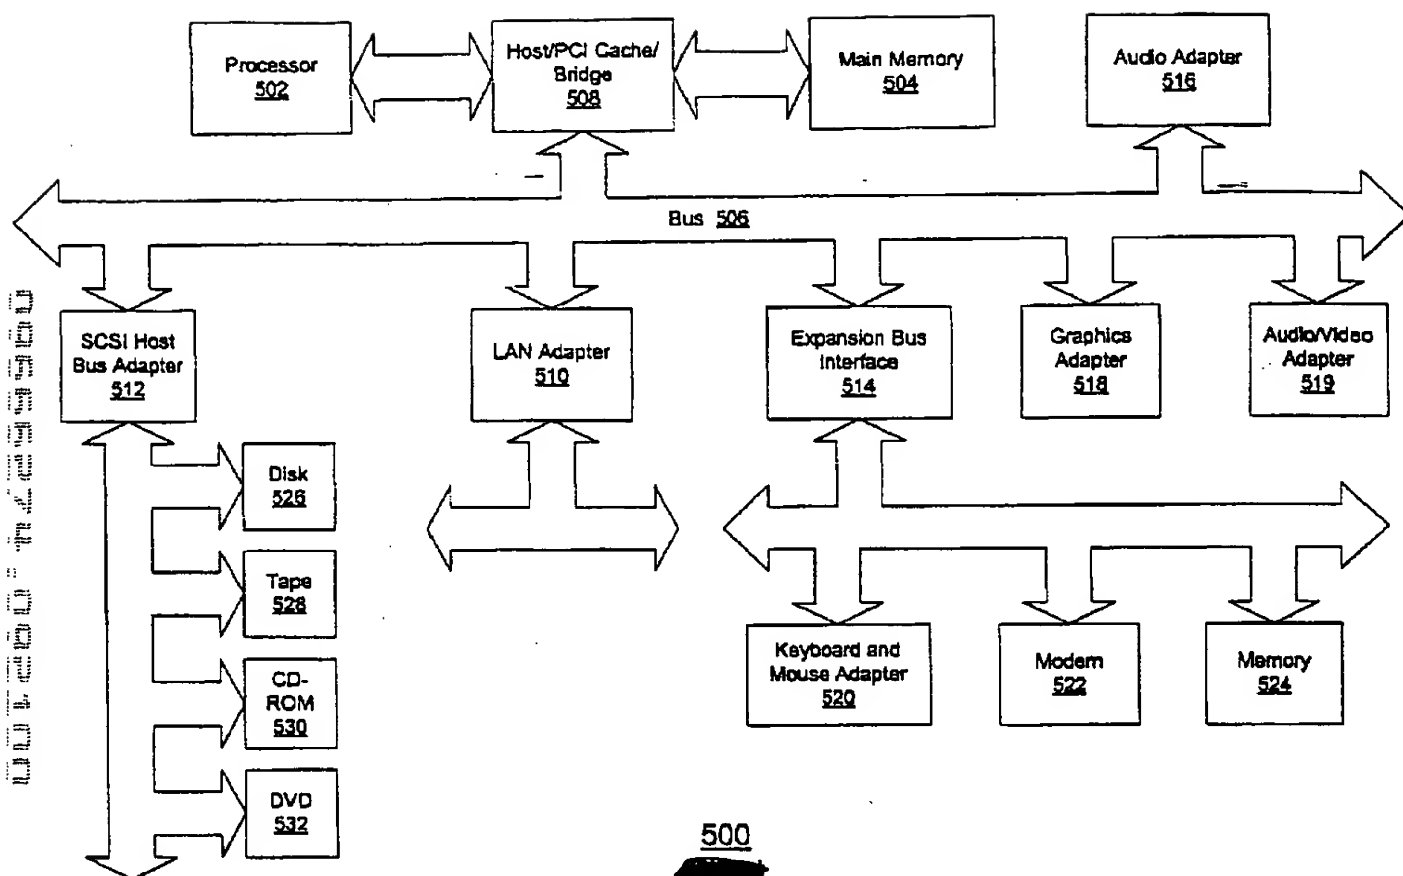 Processor
502
Host/PCI Cache/
Bridge
508
Main Memory
504
Audio Adapter
516
Bus 506
SCSI Host
Bus Adapter
512
LAN Adapter
510
Expansion Bus
Interface
514
Graphics
Adapter
518
Audio/Video
Adapter
519
Disk
526
Tape
528
CD-
ROM
530
DVD
532
Keyboard and
Mouse Adapter
520
Modem
522
Memory
524
500